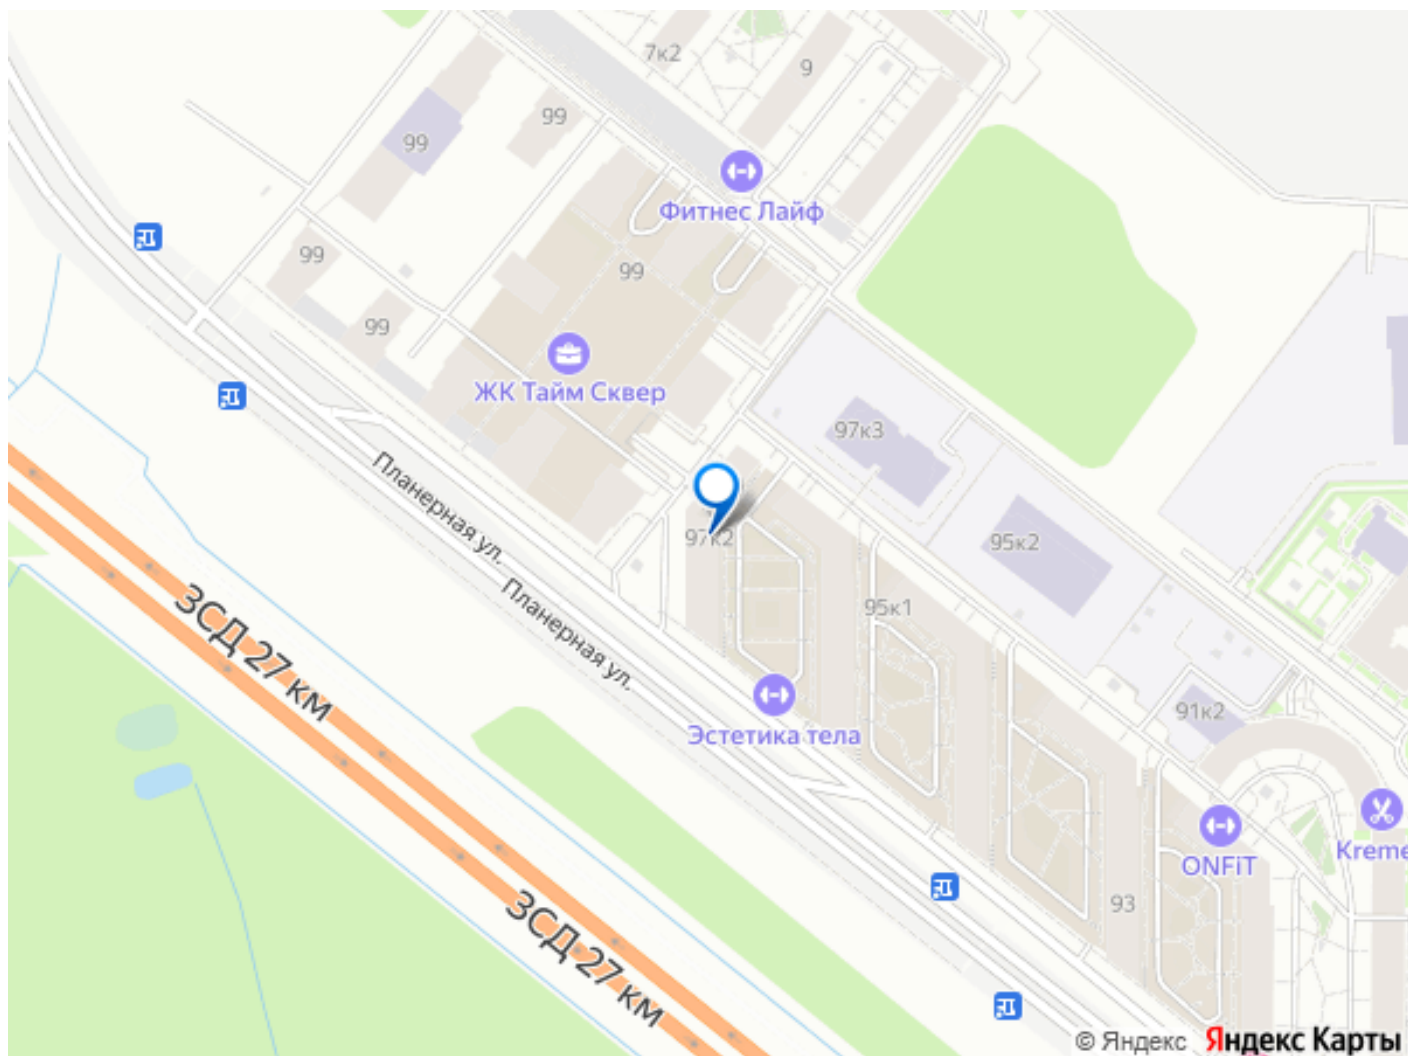 7к2
9
99
99
Фитнес Лайф
99
99
99
ЖК Тайм Сквер
97к3
Планерная ул.
97к2
95к2
Планерная ул.
95к1
ЗСД 27 км
Эстетика тела
91к2
ONFiT
Kreme
93
ЗСД 27 км
© Яндекс Яндекс Карты